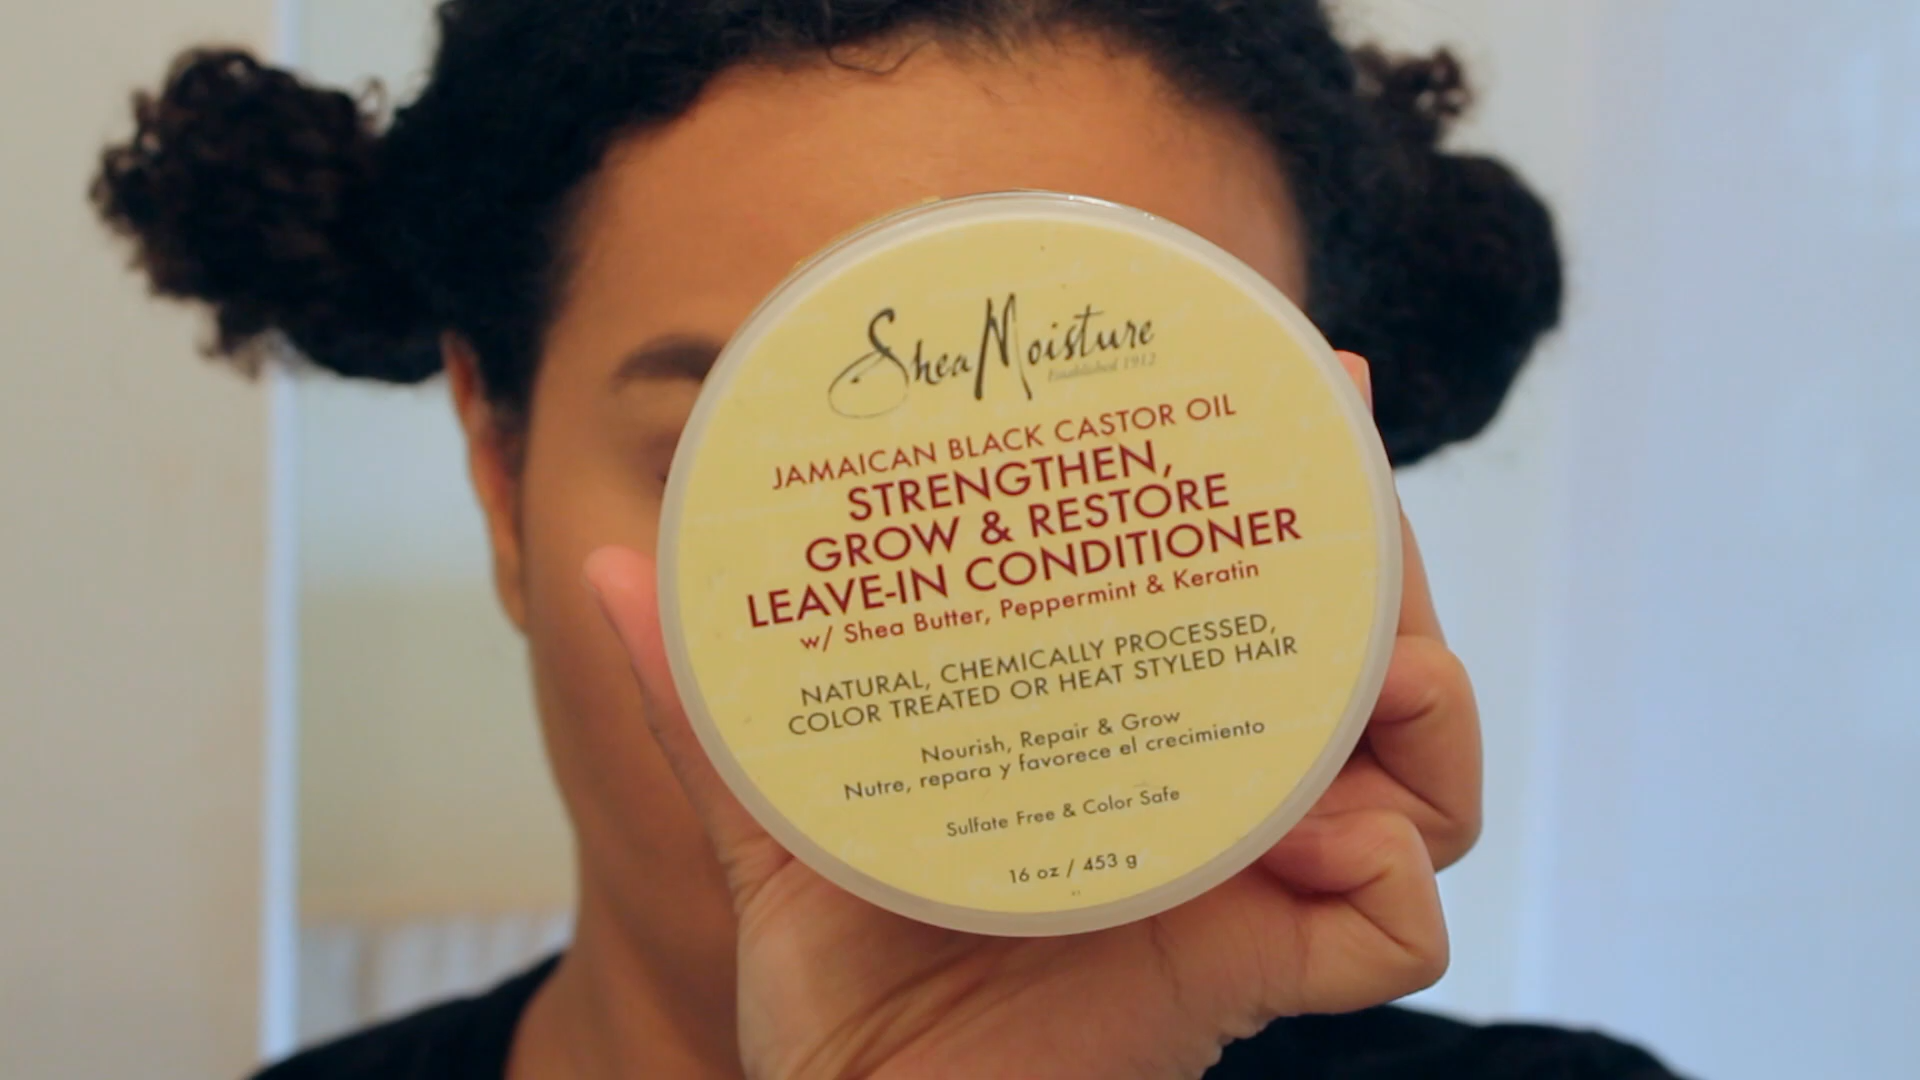 SheaMoisture
Established 1912
JAMAICAN BLACK CASTOR OIL
STRENGTHEN,
GROW & RESTORE
LEAVE-IN CONDITIONER
w/ Shea Butter, Peppermint & Keratin
NATURAL, CHEMICALLY PROCESSED,
COLOR TREATED OR HEAT STYLED HAIR
Nourish, Repair & Grow
Nutre, repara y favorece el crecimiento
Sulfate Free & Color Safe
16 oz / 453 g